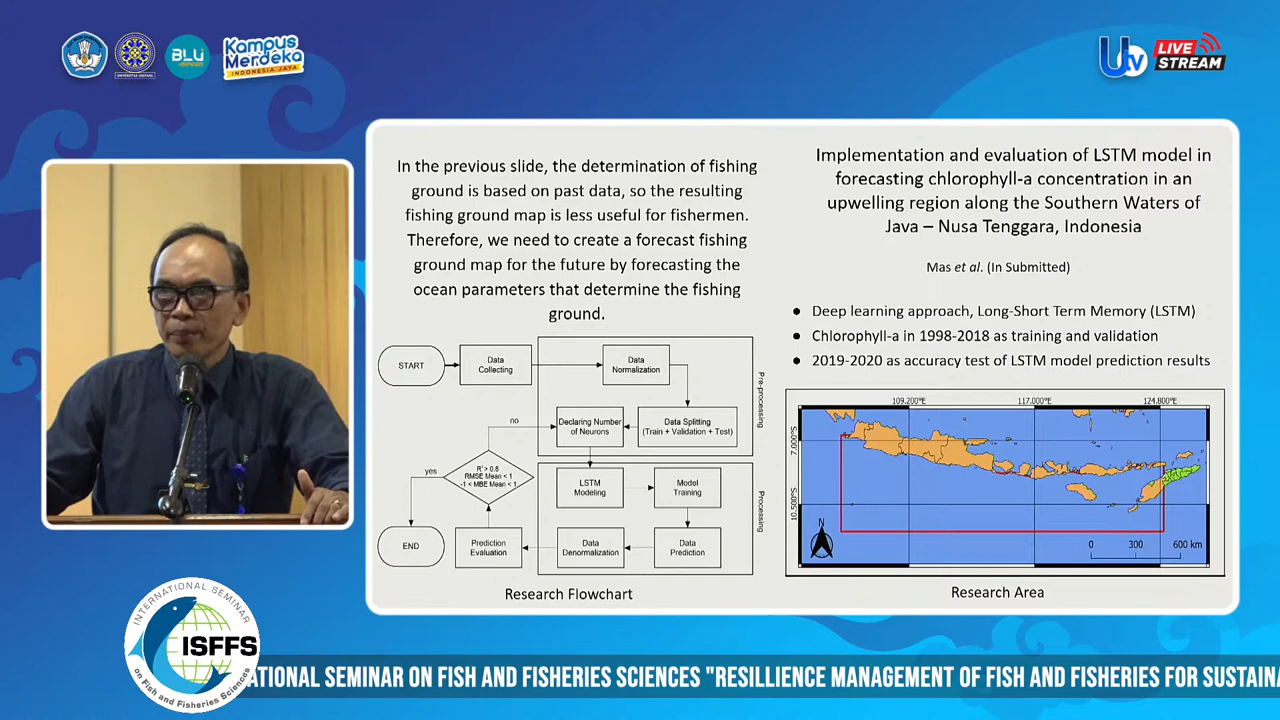 UNIVERSITAS UDAYANA
BLU
Kampus
Merdeka
INDONESIA JAYA
Utv
LIVE
STREAM
In the previous slide, the determination of fishing
ground is based on past data, so the resulting
fishing ground map is less useful for fishermen.
Therefore, we need to create a forecast fishing
ground map for the future by forecasting the
ocean parameters that determine the fishing
ground.
START
Data
Collecting
Data
Normalization
Pre-processing
no
Declaring Number
of Neurons
Data Splitting
(Train + Validation + Test)
yes
R² > 0.8
RMSE Mean < 1
-1 < MBE Mean < 1
LSTM
Modeling
Model
Training
Processing
END
Prediction
Evaluation
Data
Denormalization
Data
Prediction
Research Flowchart
Implementation and evaluation of LSTM model in
forecasting chlorophyll-a concentration in an
upwelling region along the Southern Waters of
Java – Nusa Tenggara, Indonesia
Mas et al. (In Submitted)
● Deep learning approach, Long-Short Term Memory (LSTM)
● Chlorophyll-a in 1998-2018 as training and validation
● 2019-2020 as accuracy test of LSTM model prediction results
109.200°E 117.000°E 124.800°E
7.000°S
10.500°S
N
0 300 600 km
Research Area
INTERNATIONAL SEMINAR
ISFFS
on Fish and Fisheries Sciences
ATIONAL SEMINAR ON FISH AND FISHERIES SCIENCES "RESILLIENCE MANAGEMENT OF FISH AND FISHERIES FOR SUSTAINA